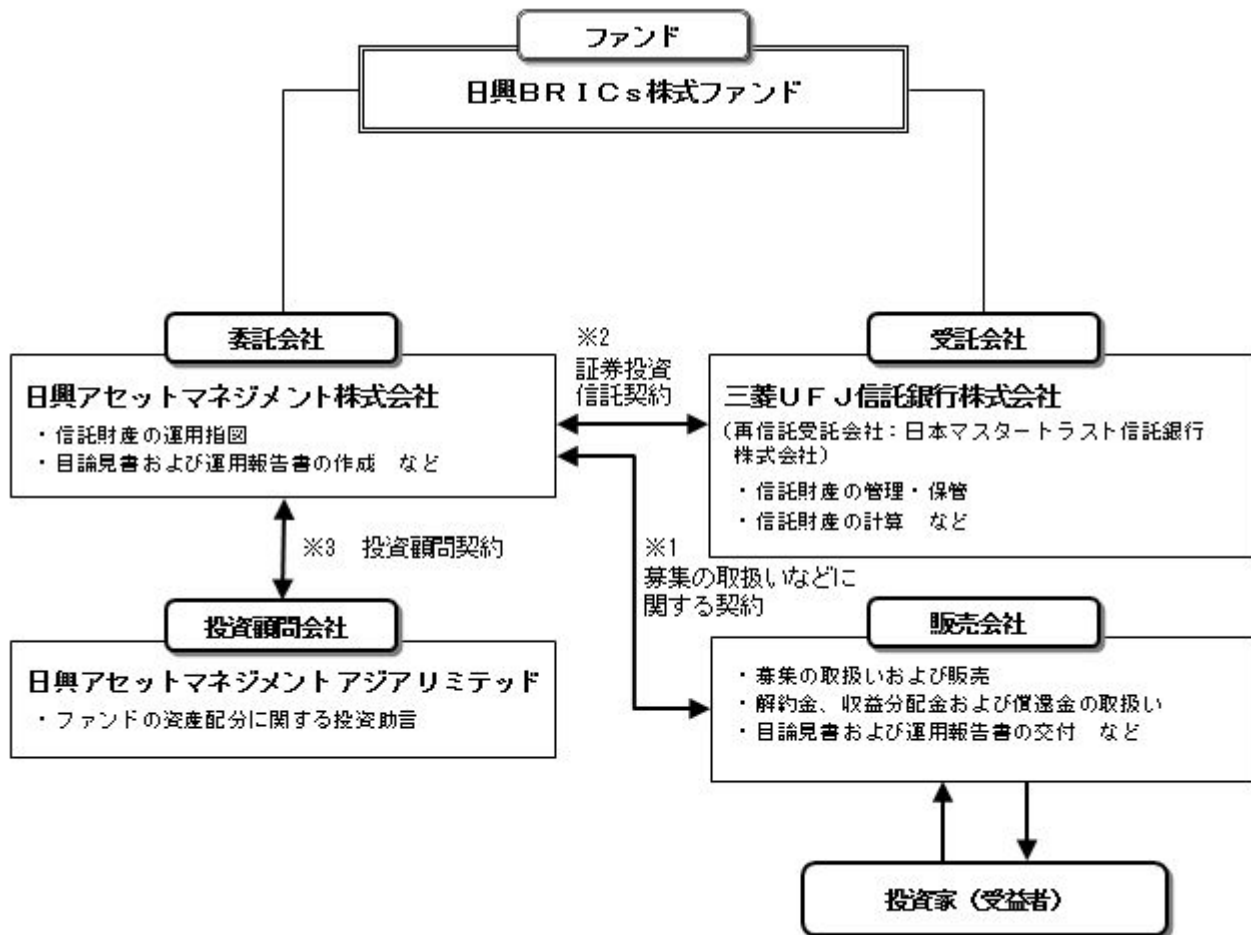 ファンド
日興BRICs株式ファンド
委託会社
日興アセットマネジメント株式会社
・信託財産の運用指図
・目論見書および運用報告書の作成　など
※2
証券投資
信託契約
受託会社
三菱UFJ信託銀行株式会社
(再信託受託会社：日本マスタートラスト信託銀行
株式会社)
・信託財産の管理・保管
・信託財産の計算　など
※3　投資顧問契約
※1
募集の取扱いなどに
関する契約
投資顧問会社
日興アセットマネジメント アジア リミテッド
・ファンドの資産配分に関する投資助言
販売会社
・募集の取扱いおよび販売
・解約金、収益分配金および償還金の取扱い
・目論見書および運用報告書の交付　など
投資家（受益者）